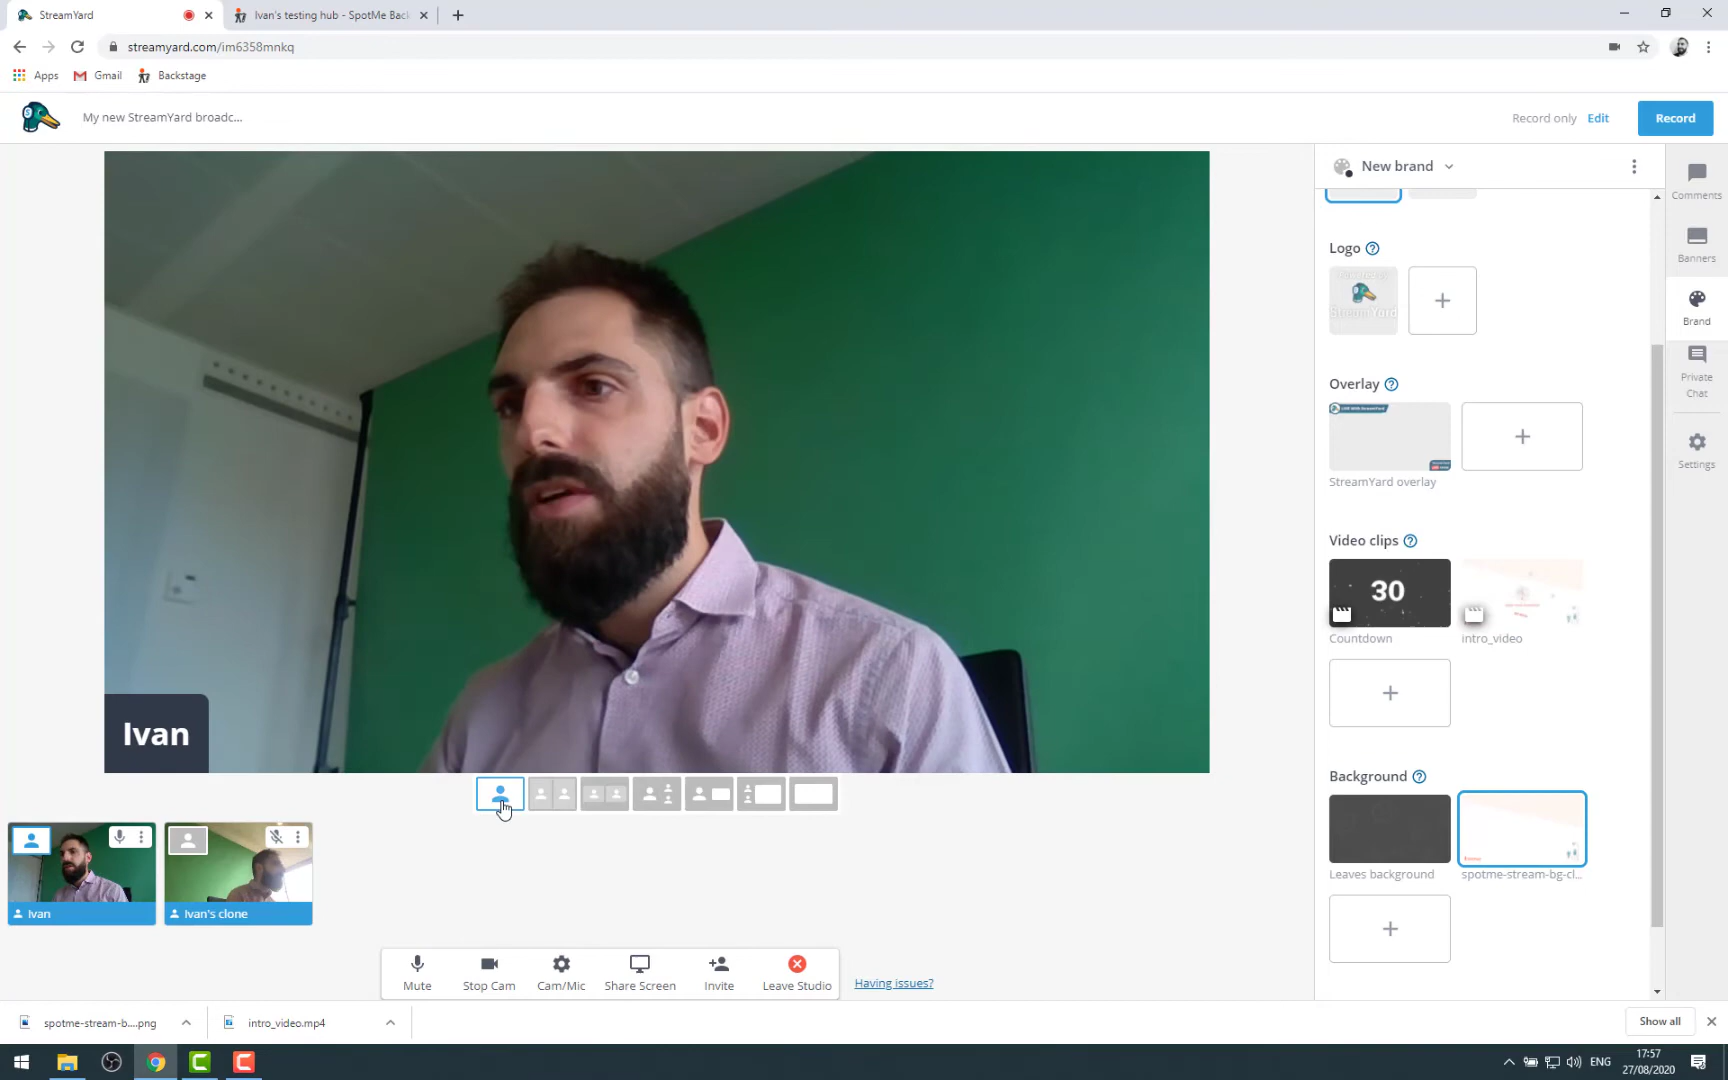 StreamYard
Ivan's testing hub - SpotMe Back
streamyard.com/im6358mnkq
Apps
Gmail
Backstage
My new StreamYard broadc...
Record only
Edit
Record
New brand
Comments
Banners
Brand
Private
Chat
Settings
Logo
Powered by
StreamYard
Overlay
StreamYard overlay
Video clips
30
Countdown
intro_video
Background
Leaves background
spotme-stream-bg-cl...
Ivan
Ivan
Ivan's clone
Mute
Stop Cam
Cam/Mic
Share Screen
Invite
Leave Studio
Having issues?
spotme-stream-b....png
intro_video.mp4
Show all
ENG
17:57
27/08/2020